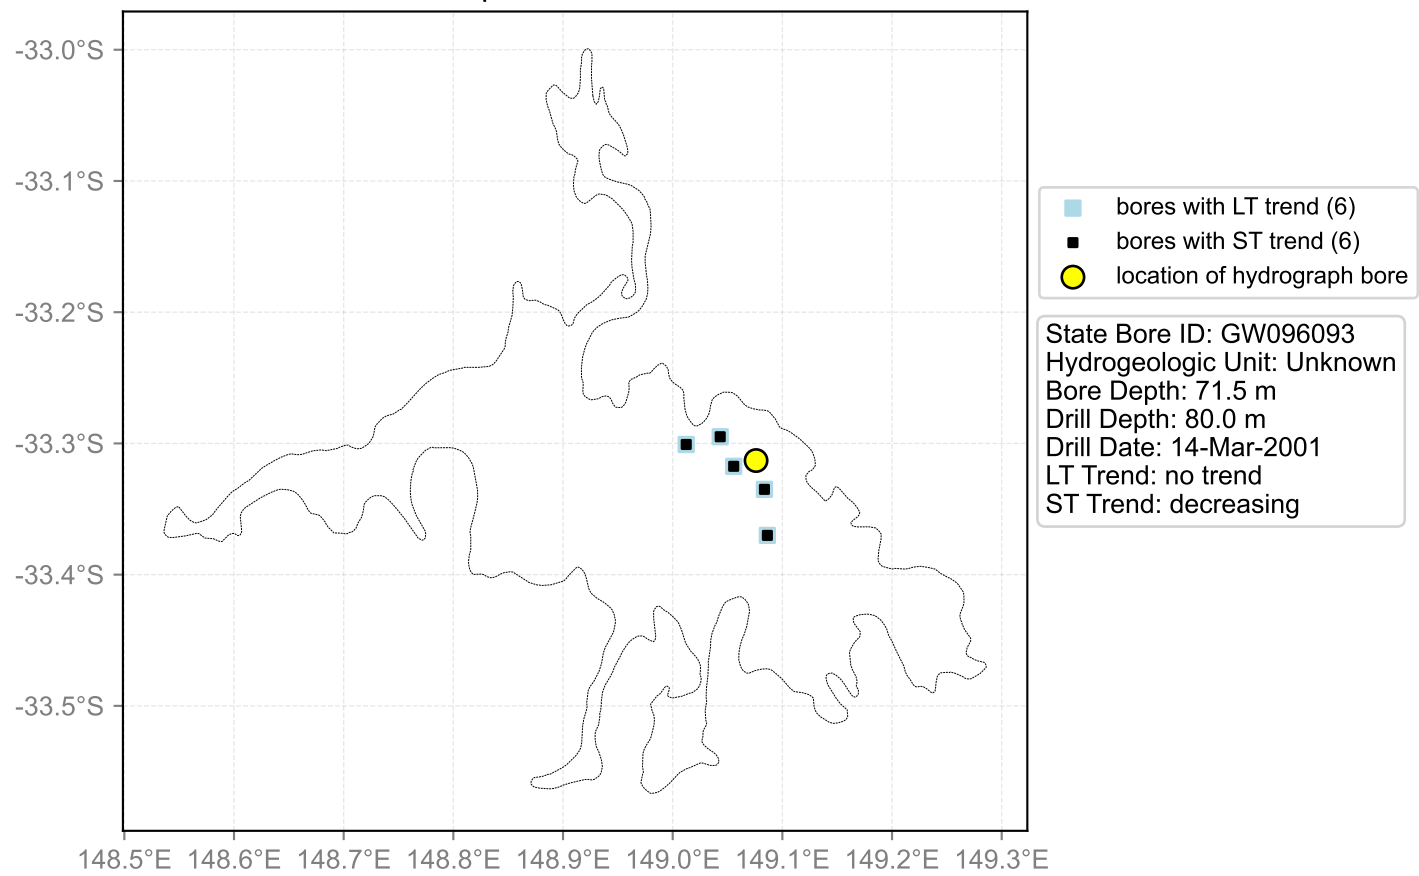 -33.0°S
-33.1°S
-33.2°S
-33.3°S
-33.4°S
-33.5°S
148.5°E 148.6°E 148.7°E 148.8°E 148.9°E 149.0°E 149.1°E 149.2°E 149.3°E
bores with LT trend (6)
bores with ST trend (6)
location of hydrograph bore
State Bore ID: GW096093
Hydrogeologic Unit: Unknown
Bore Depth: 71.5 m
Drill Depth: 80.0 m
Drill Date: 14-Mar-2001
LT Trend: no trend
ST Trend: decreasing